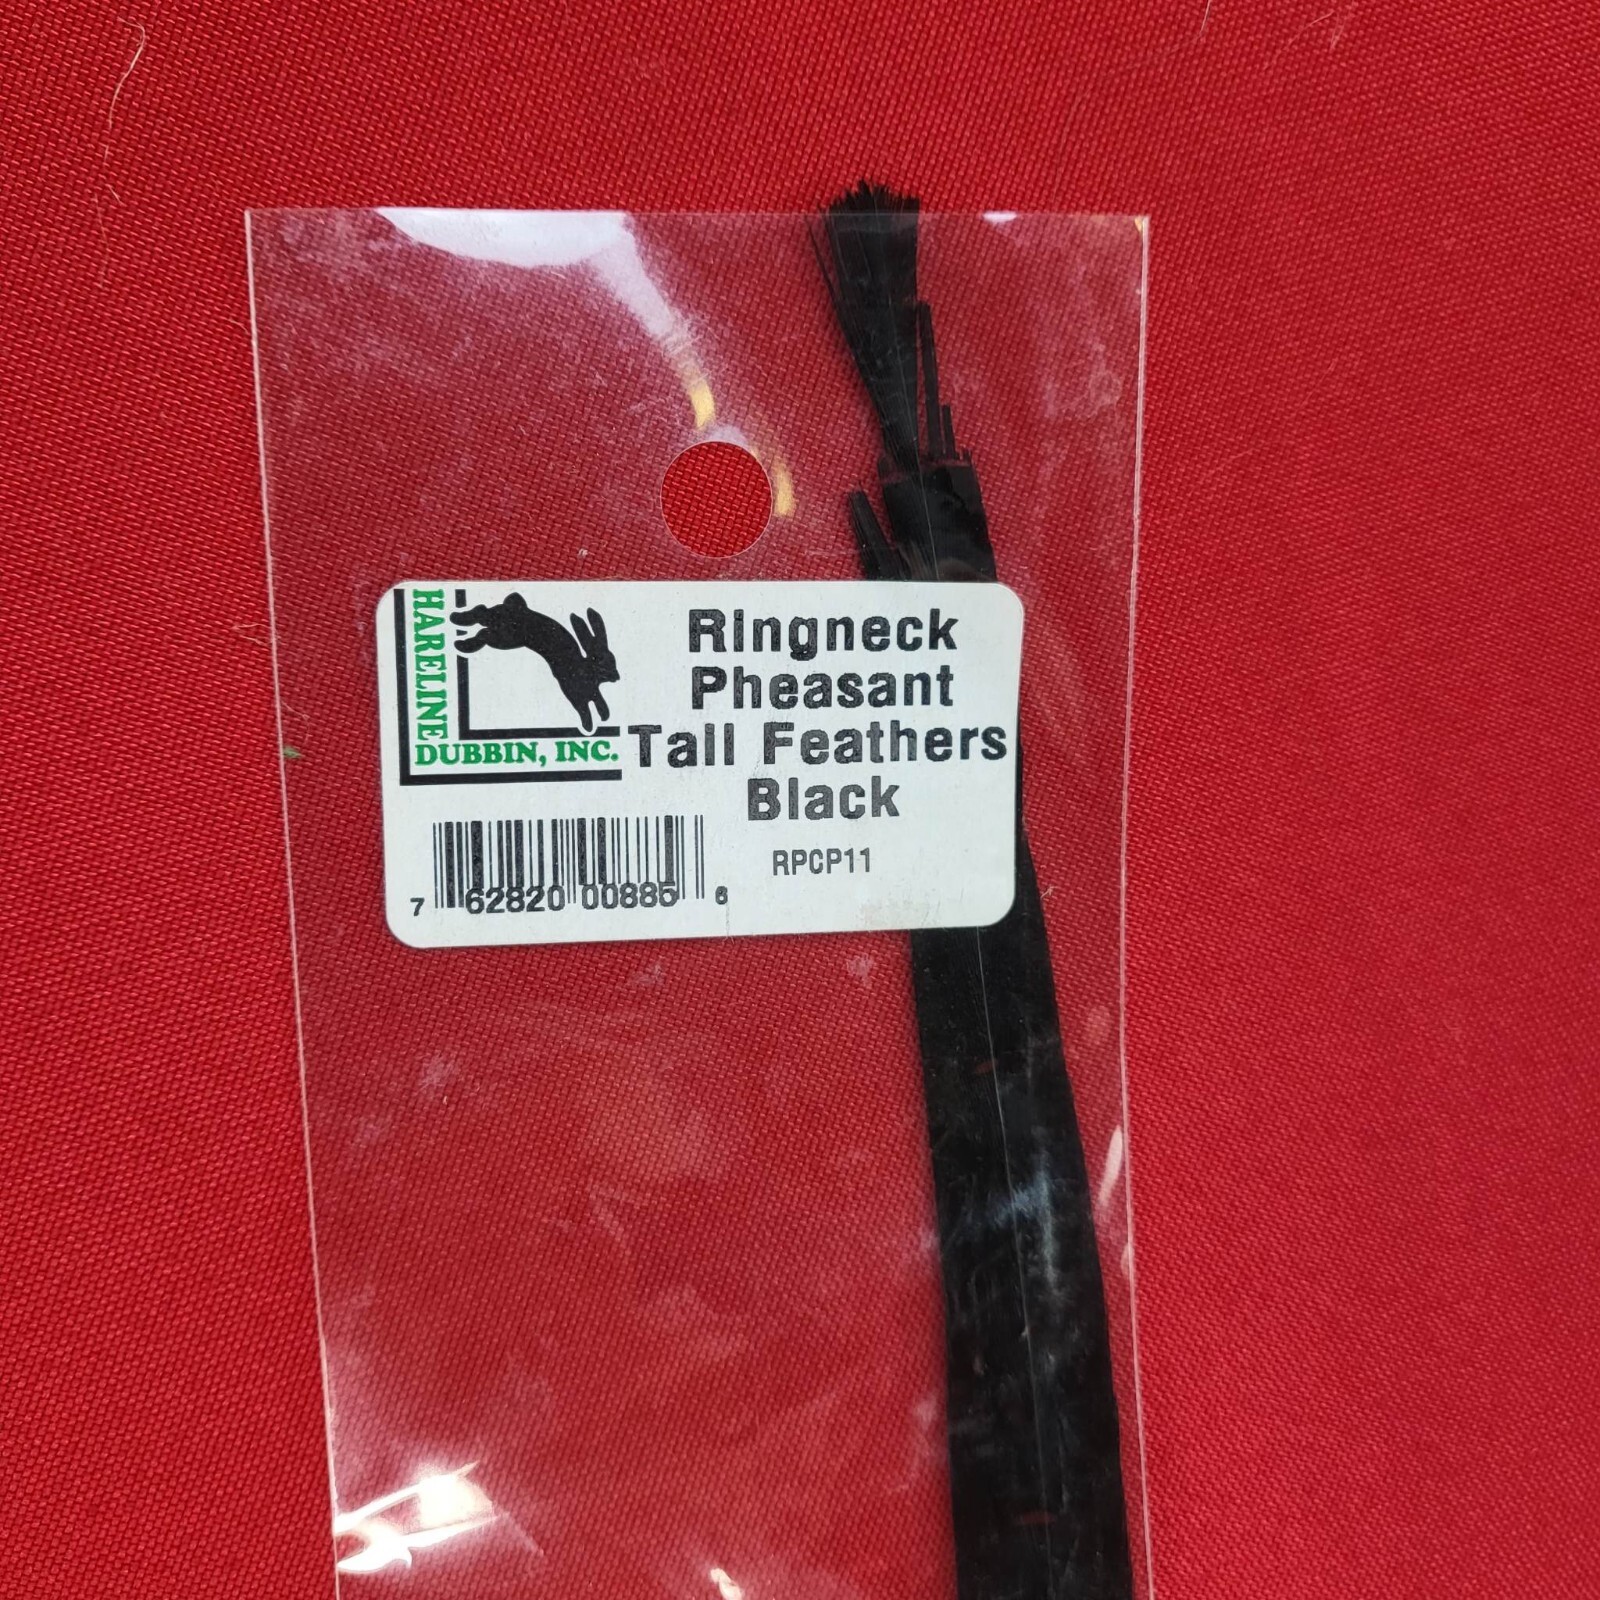 HARELINE
DUBBIN, INC.
Ringneck
Pheasant
Tail Feathers
Black
RPCP11
7 62820 00885 6